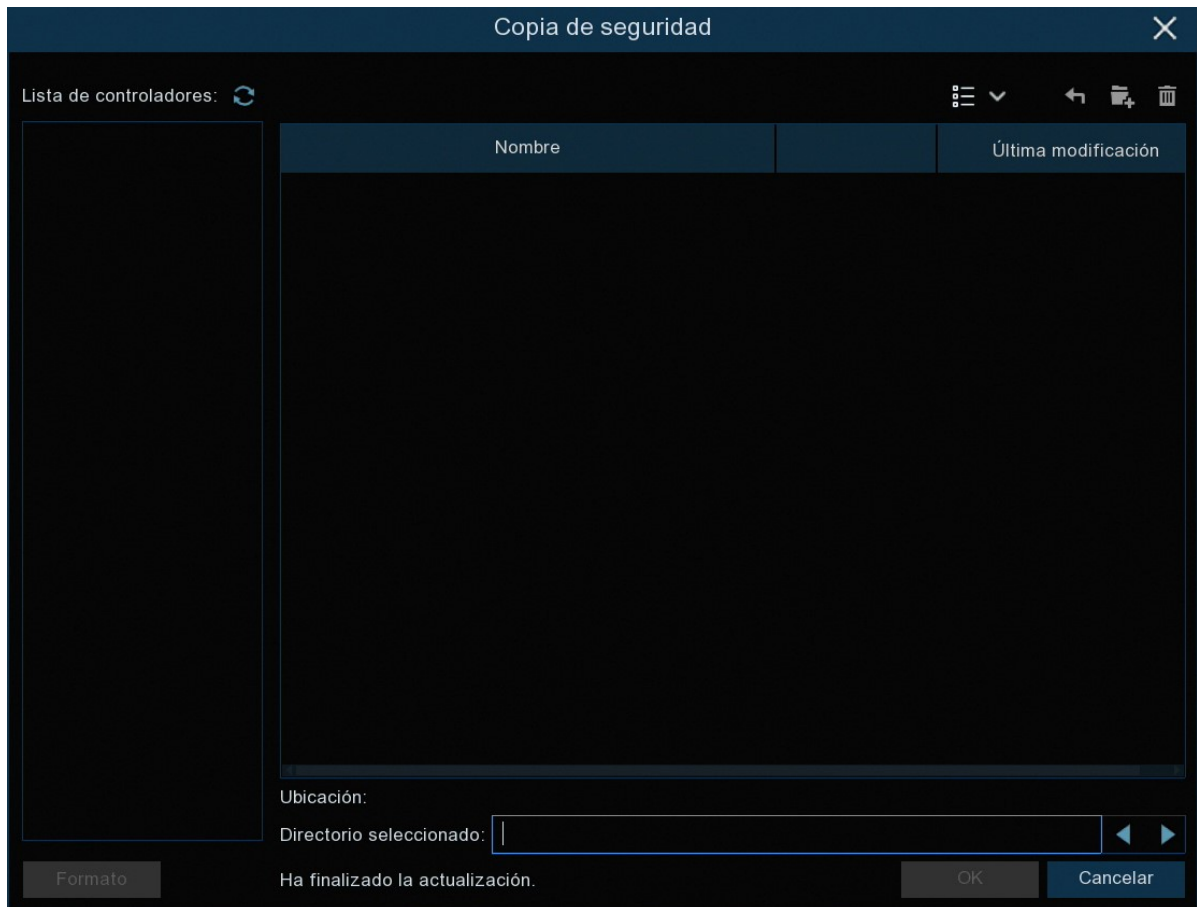 Copia de seguridad
Lista de controladores:
Nombre
Última modificación
Ubicación:
Directorio seleccionado:
Formato
Ha finalizado la actualización.
OK
Cancelar